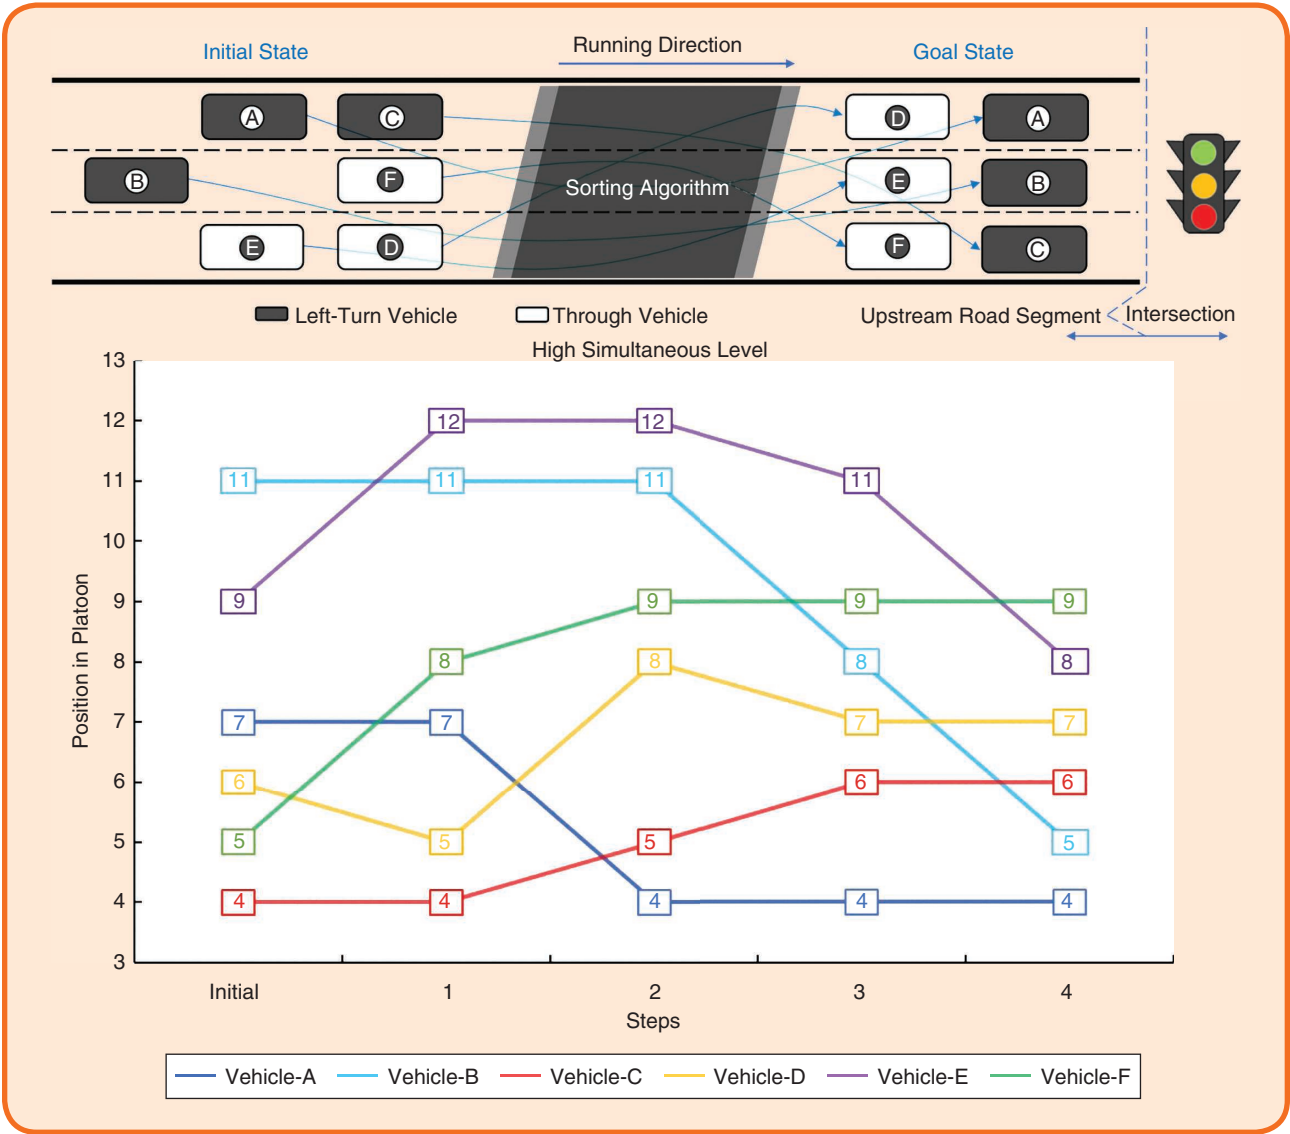 Initial State
Running Direction
Goal State
A
C
D
A
B
F
Sorting Algorithm
E
B
E
D
F
C
Left-Turn Vehicle
Through Vehicle
Upstream Road Segment
Intersection
High Simultaneous Level
13
12
11
10
9
8
7
6
5
4
3
Position in Platoon
12
12
11
11
11
11
9
9
9
9
8
8
8
8
7
7
7
7
6
6
6
5
5
5
5
4
4
4
4
4
Initial
1
2
3
4
Steps
Vehicle-A
Vehicle-B
Vehicle-C
Vehicle-D
Vehicle-E
Vehicle-F